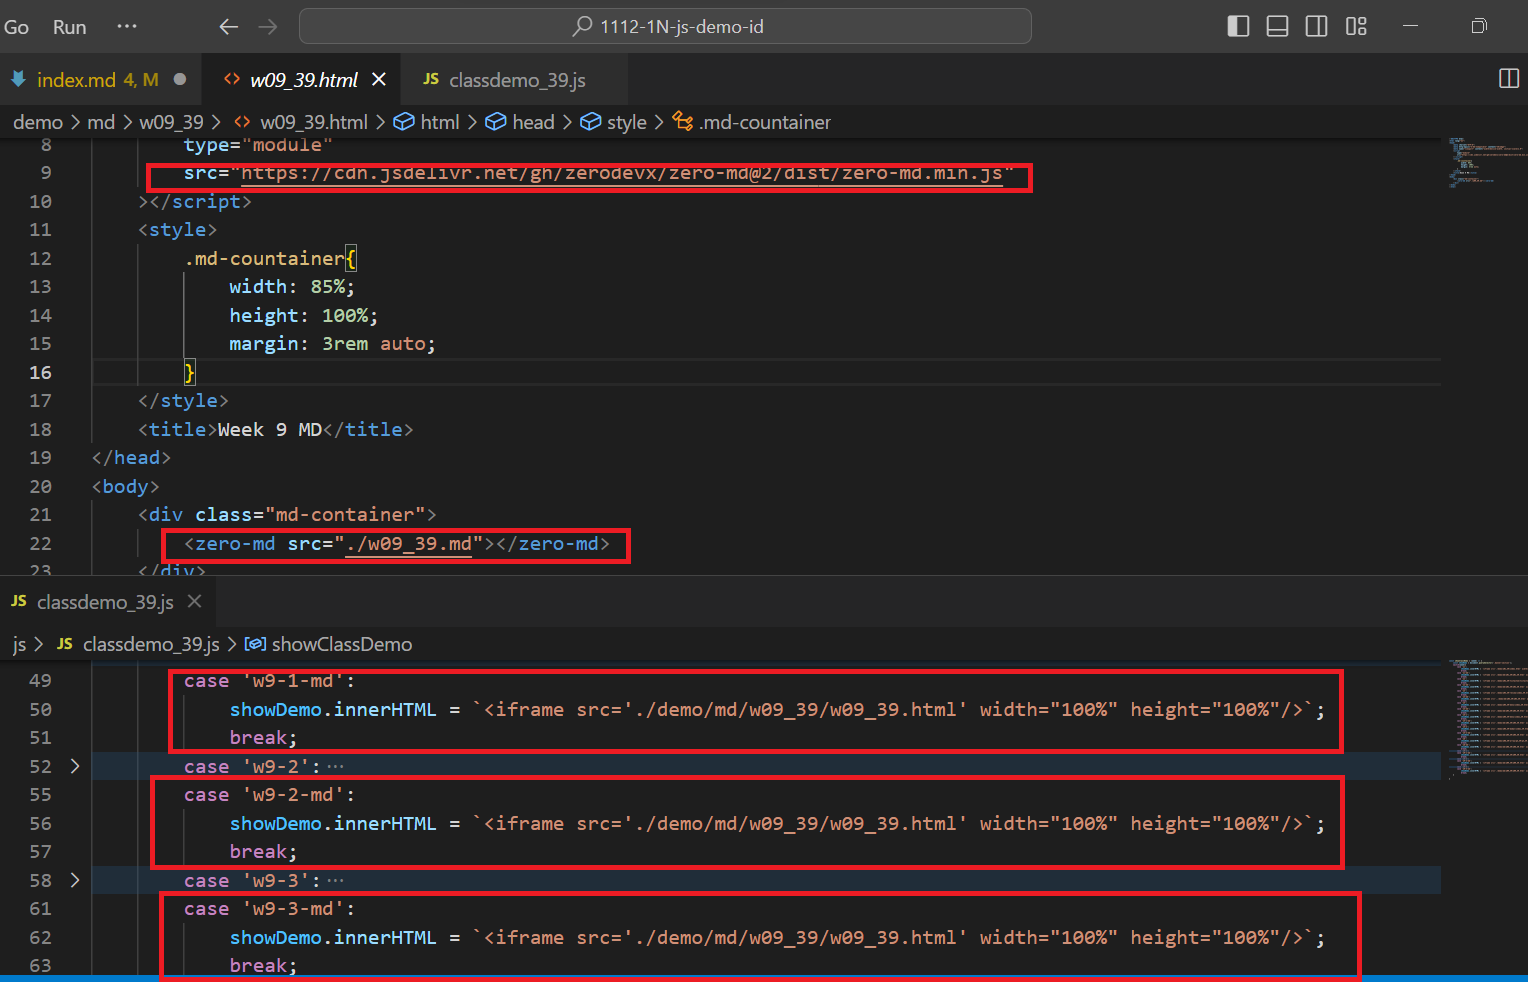 Go Run ··· 1112-1N-js-demo-id
index.md 4, M w09_39.html JS classdemo_39.js
demo > md > w09_39 > w09_39.html > html > head > style > .md-countainer
8 type="module"
9 src="https://cdn.jsdelivr.net/gh/zerodevx/zero-md@2/dist/zero-md.min.js"
10 ></script>
11 <style>
12 .md-countainer{
13 width: 85%;
14 height: 100%;
15 margin: 3rem auto;
16 }
17 </style>
18 <title>Week 9 MD</title>
19 </head>
20 <body>
21 <div class="md-container">
22 <zero-md src="./w09_39.md"></zero-md>
23 </div>
JS classdemo_39.js
js > JS classdemo_39.js > showClassDemo
49 case 'w9-1-md':
50 showDemo.innerHTML = `<iframe src='./demo/md/w09_39/w09_39.html' width="100%" height="100%"/>`;
51 break;
52 case 'w9-2': ···
55 case 'w9-2-md':
56 showDemo.innerHTML = `<iframe src='./demo/md/w09_39/w09_39.html' width="100%" height="100%"/>`;
57 break;
58 case 'w9-3': ···
61 case 'w9-3-md':
62 showDemo.innerHTML = `<iframe src='./demo/md/w09_39/w09_39.html' width="100%" height="100%"/>`;
63 break;